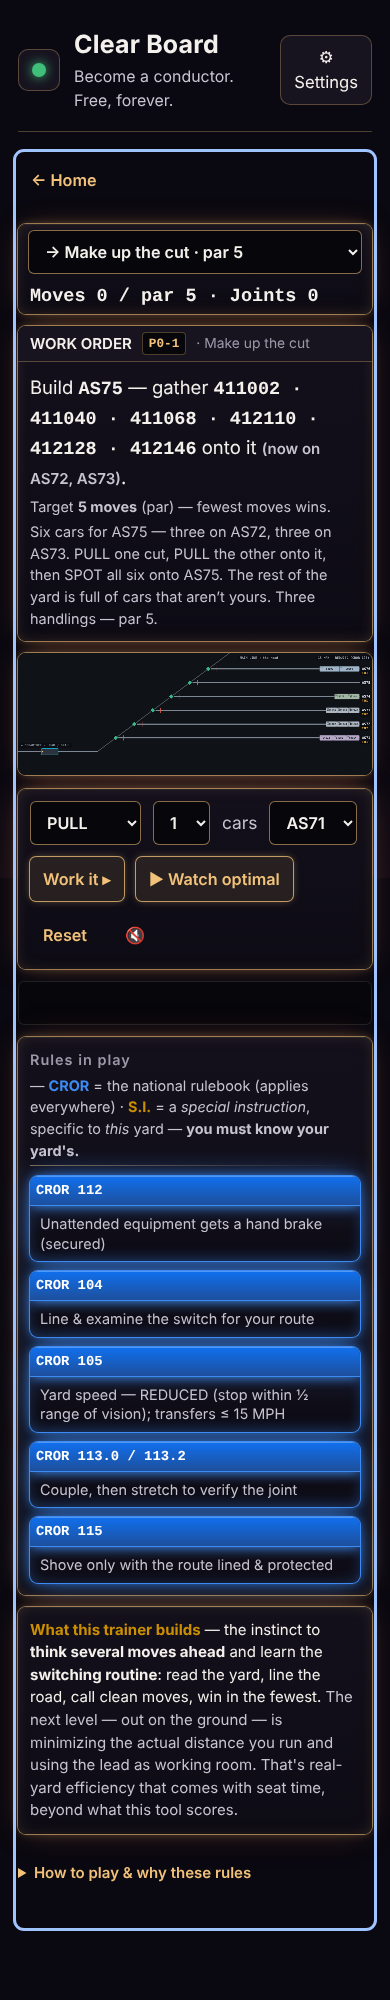 Clear Board
Become a conductor.
Free, forever.
⚙
Settings
← Home
→ Make up the cut · par 5
Moves 0 / par 5 · Joints 0
WORK ORDER P0-1 · Make up the cut
Build AS75 — gather 411002 ·
411040 · 411068 · 412110 ·
412128 · 412146 onto it (now on
AS72, AS73).
Target 5 moves (par) — fewest moves wins.
Six cars for AS75 — three on AS72, three on
AS73. PULL one cut, PULL the other onto it,
then SPOT all six onto AS75. The rest of the
yard is full of cars that aren't yours. Three
handlings — par 5.
PULL 1 cars AS71
Work it ▸ ▶ Watch optimal
Reset 🔇
Rules in play
— CROR = the national rulebook (applies
everywhere) · S.I. = a special instruction,
specific to this yard — you must know your
yard's.
CROR 112
Unattended equipment gets a hand brake
(secured)
CROR 104
Line & examine the switch for your route
CROR 105
Yard speed — REDUCED (stop within ½
range of vision); transfers ≤ 15 MPH
CROR 113.0 / 113.2
Couple, then stretch to verify the joint
CROR 115
Shove only with the route lined & protected
What this trainer builds — the instinct to
think several moves ahead and learn the
switching routine: read the yard, line the
road, call clean moves, win in the fewest. The
next level — out on the ground — is
minimizing the actual distance you run and
using the lead as working room. That's real-
yard efficiency that comes with seat time,
beyond what this tool scores.
▶ How to play & why these rules